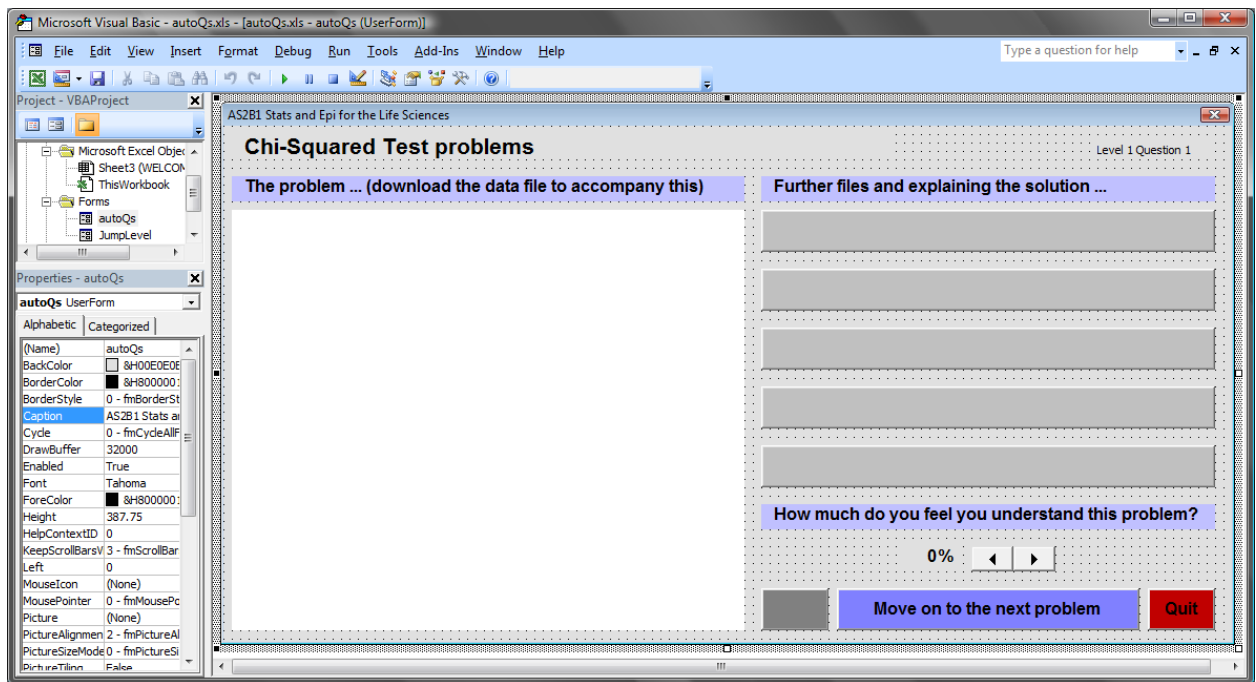 Microsoft Visual Basic - autoQs.xls - [autoQs.xls - autoQs (UserForm)]
File Edit View Insert Format Debug Run Tools Add-Ins Window Help
Type a question for help
Project - VBAProject
Microsoft Excel Objec
Sheet3 (WELCOM
ThisWorkbook
Forms
autoQs
JumpLevel
Properties - autoQs
autoQs UserForm
Alphabetic Categorized
(Name) autoQs
BackColor &H00E0E0E
BorderColor &H8000001
BorderStyle 0 - fmBorderSt
Caption AS2B1 Stats a
Cycle 0 - fmCycleAllF
DrawBuffer 32000
Enabled True
Font Tahoma
ForeColor &H8000001
Height 387.75
HelpContextID 0
KeepScrollBarsV 3 - fmScrollBar
Left 0
MouseIcon (None)
MousePointer 0 - fmMousePo
Picture (None)
PictureAlignmen 2 - fmPictureAl
PictureSizeMode 0 - fmPictureSi
PictureTiling False
AS2B1 Stats and Epi for the Life Sciences
Chi-Squared Test problems
Level 1 Question 1
The problem ... (download the data file to accompany this)
Further files and explaining the solution ...
How much do you feel you understand this problem?
0%
Move on to the next problem
Quit